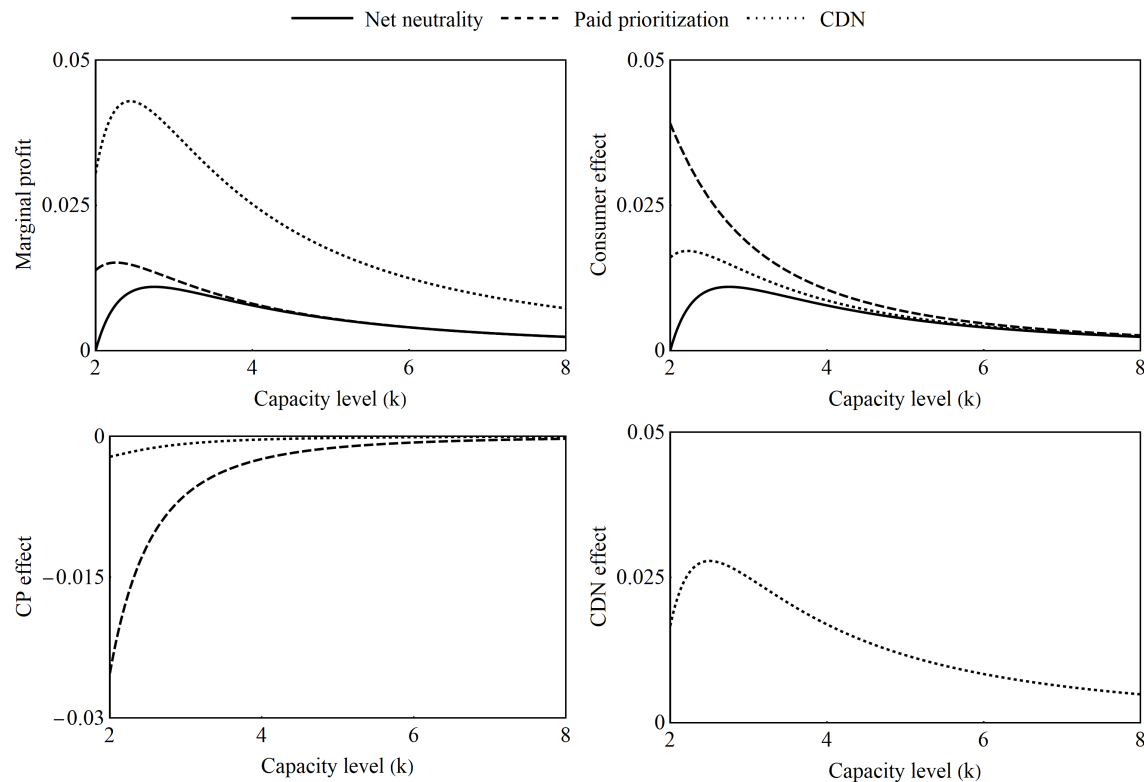 Net neutrality Paid prioritization CDN
0.05
0.025
0
Marginal profit
2 4 6 8
Capacity level (k)
0.05
0.025
0
Consumer effect
2 4 6 8
Capacity level (k)
0
−0.015
−0.03
CP effect
2 4 6 8
Capacity level (k)
0.05
0.025
0
CDN effect
2 4 6 8
Capacity level (k)